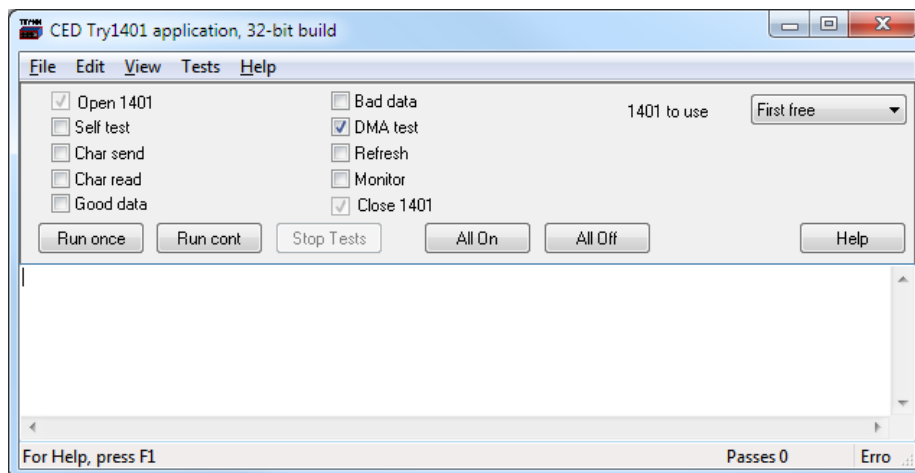 CED Try1401 application, 32-bit build
File Edit View Tests Help
Open 1401 Bad data 1401 to use First free
Self test DMA test
Char send Refresh
Char read Monitor
Good data Close 1401
Run once Run cont Stop Tests All On All Off Help
For Help, press F1 Passes 0 Erro